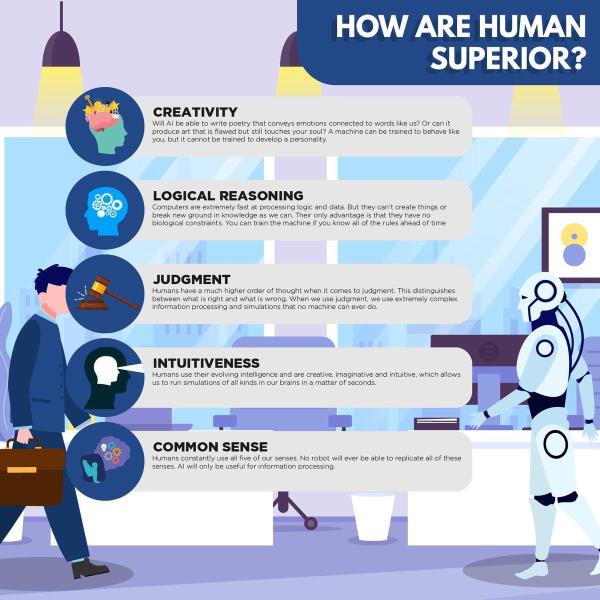 HOW ARE HUMAN
SUPERIOR?
CREATIVITY
Will AI be able to write poetry that conveys emotions connected to words like us? Or can it
produce art that is flawed but still touches your soul? A machine can be trained to behave like
you, but it cannot be trained to develop a personality.
LOGICAL REASONING
Computers are extremely fast at processing logic and data. But they can't create things or
break new ground in knowledge as we can. Their only advantage is that they have no
biological constraints. You can train the machine if you know all of the rules ahead of time
JUDGMENT
Humans have a much higher order of thought when it comes to judgment. This distinguishes
between what is right and what is wrong. When we use judgment, we use extremely complex
information processing and simulations that no machine can ever do.
INTUITIVENESS
Humans use their evolving intelligence and are creative, imaginative and intuitive, which allows
us to run simulations of all kinds in our brains in a matter of seconds.
COMMON SENSE
Humans constantly use all five of our senses. No robot will ever be able to replicate all of these
senses. AI will only be useful for information processing.